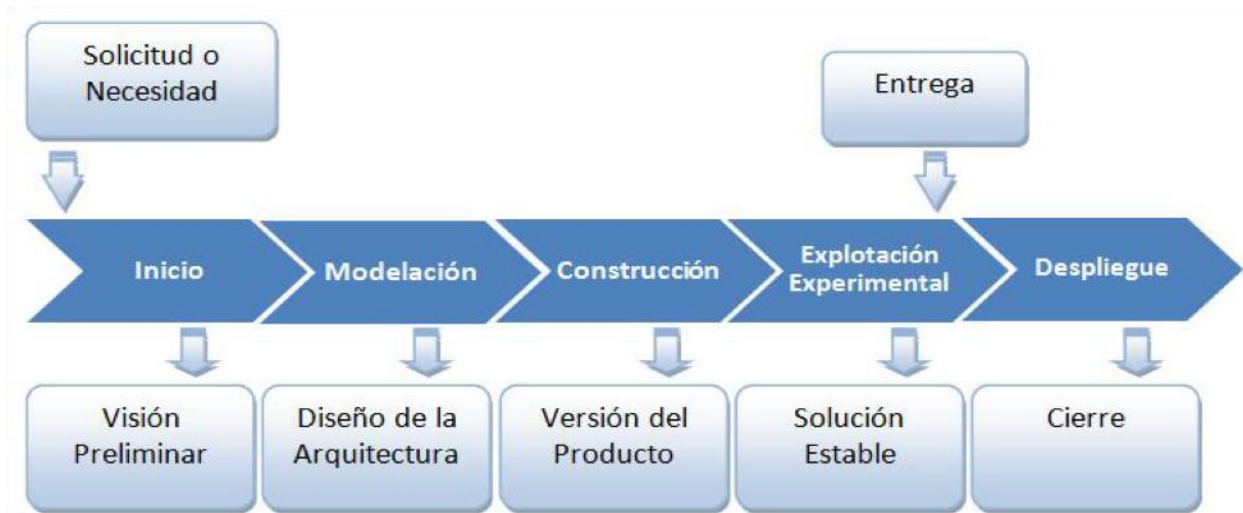 Solicitud o
Necesidad
Entrega
Inicio
Modelación
Construcción
Explotación
Experimental
Despliegue
Visión
Preliminar
Diseño de la
Arquitectura
Versión del
Producto
Solución
Estable
Cierre